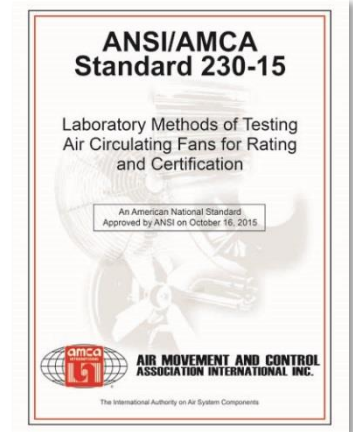 ANSI/AMCA
Standard 230-15
Laboratory Methods of Testing
Air Circulating Fans for Rating
and Certification
An American National Standard
Approved by ANSI on October 16, 2015
amca
INTERNATIONAL
AIR MOVEMENT AND CONTROL
ASSOCIATION INTERNATIONAL INC.
The International Authority on Air System Components